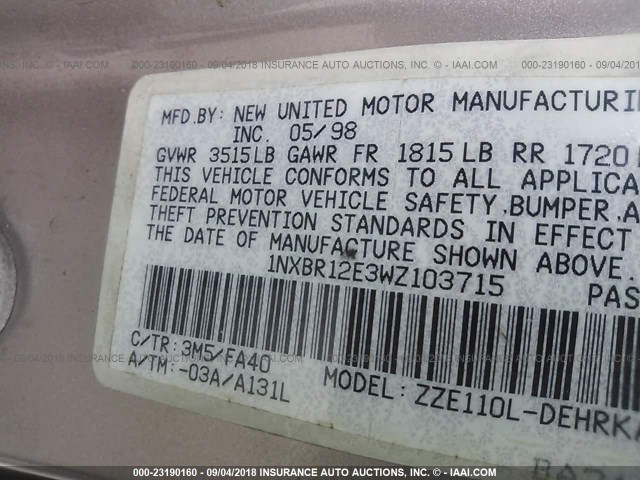 000-23190160 - 09/04/2018 - INSURANCE AUTO AUCTIONS, INC. - © IAAI.COM
MFD.BY: NEW UNITED MOTOR MANUFACTURIN
INC. 05/98
GVWR 3515LB GAWR FR 1815LB RR 1720
THIS VEHICLE CONFORMS TO ALL APPLICA
FEDERAL MOTOR VEHICLE SAFETY,BUMPER,A
THEFT PREVENTION STANDARDS IN EFFECT
THE DATE OF MANUFACTURE SHOWN ABOVE.
1NXBR12E3WZ103715 PAS
C/TR: 3M5/FA40
A/TM: -03A/A131L
MODEL: ZZE110L-DEHRKA
000-23190160 - 09/04/2018 - INSURANCE AUTO AUCTIONS, INC. - © IAAI.COM